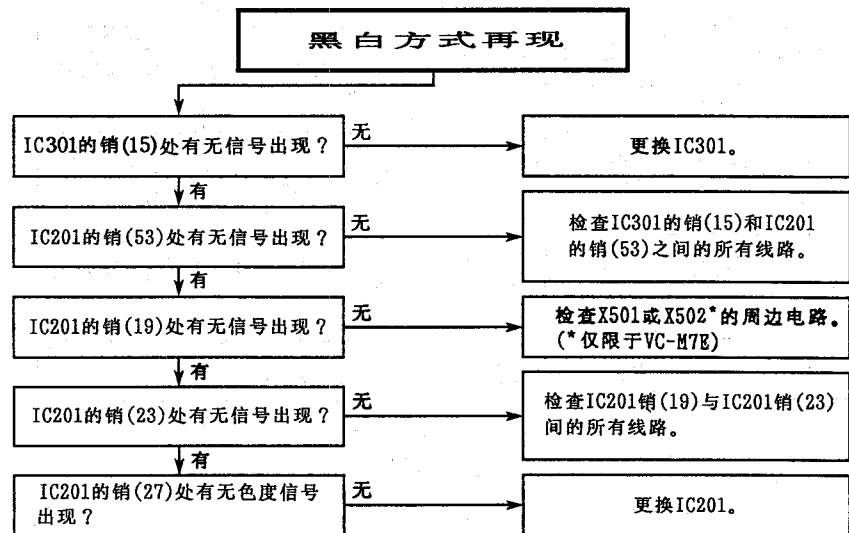 黑白方式再现
IC301的销(15)处有无信号出现？
无
更换IC301。
有
IC201的销(53)处有无信号出现？
无
检查IC301的销(15)和IC201
的销(53)之间的所有线路。
有
IC201的销(19)处有无信号出现？
无
检查X501或X502*的周边电路。
(*仅限于VC-M7E)
有
IC201的销(23)处有无信号出现？
无
检查IC201销(19)与IC201销(23)
间的所有线路。
有
IC201的销(27)处有无色度信号
出现？
无
更换IC201。